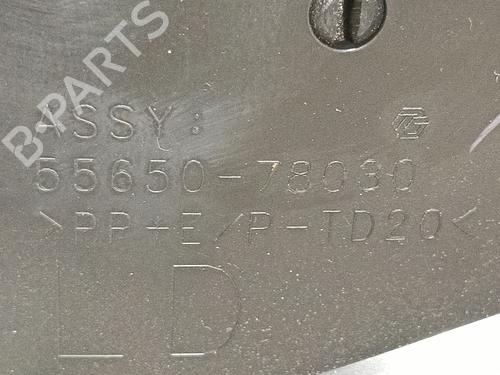 B-PARTS
ASSY:
55650-78030
>PP+E/P-TD20<
LD